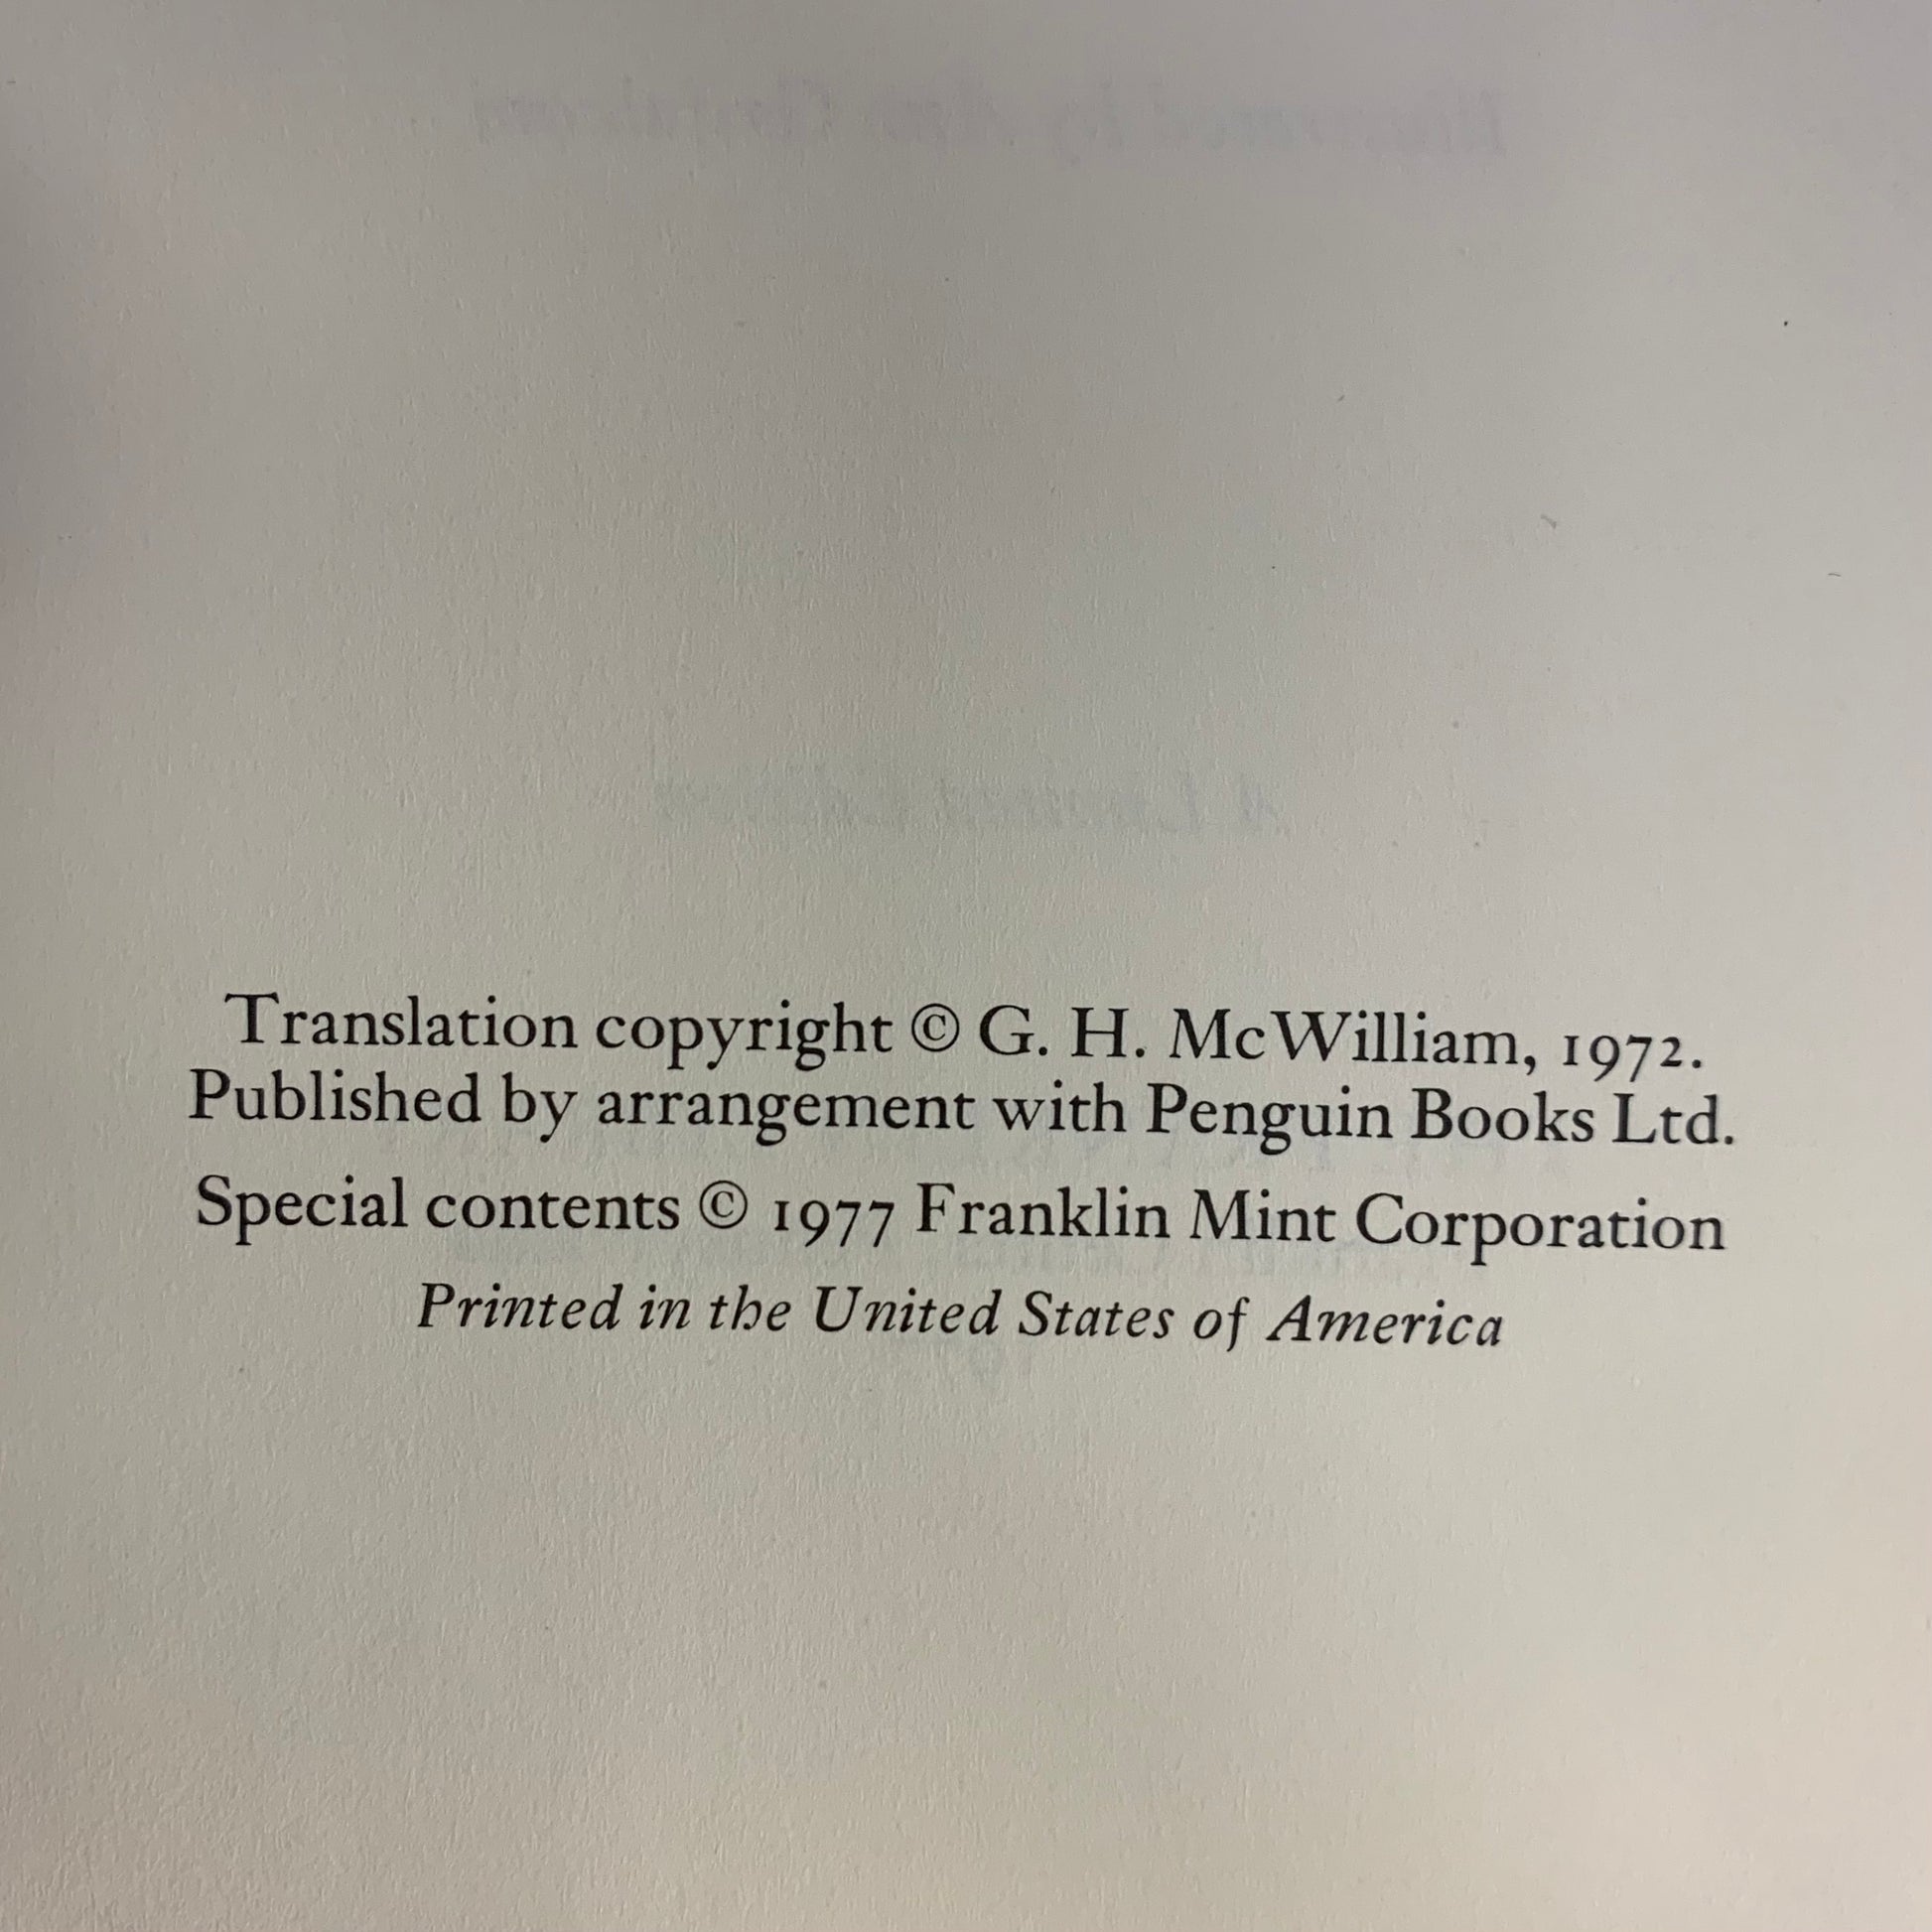 Translation copyright © G. H. McWilliam, 1972.
Published by arrangement with Penguin Books Ltd.
Special contents © 1977 Franklin Mint Corporation
Printed in the United States of America